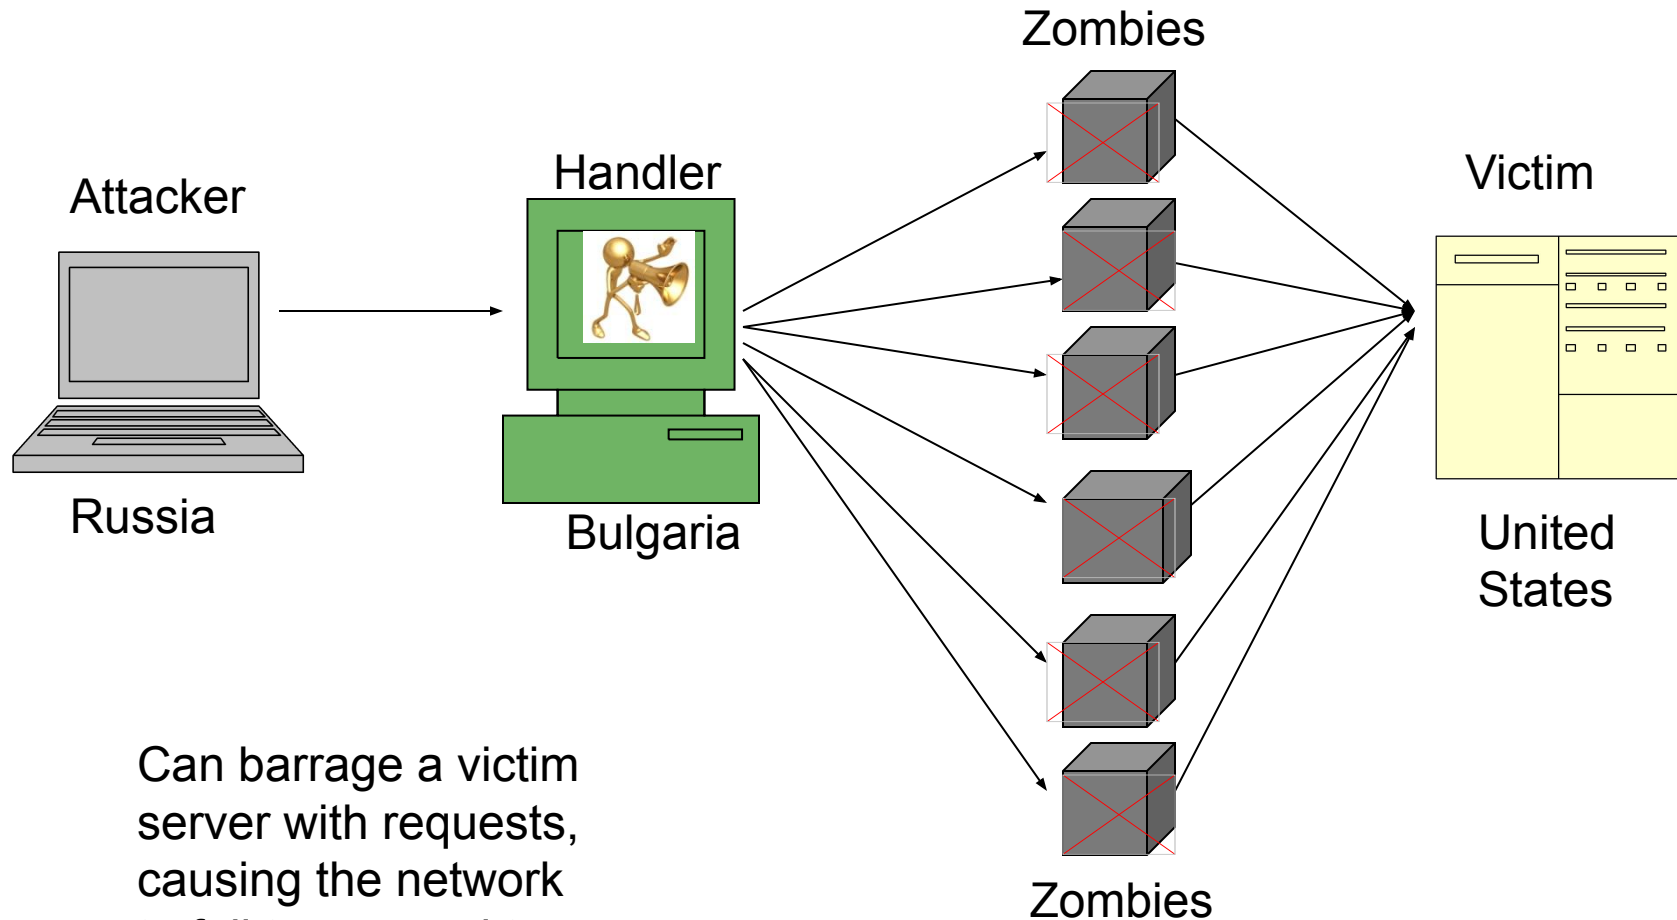 Zombies
Attacker
Handler
Victim
Russia
Bulgaria
United
States
Can barrage a victim
server with requests,
causing the network
Zombies